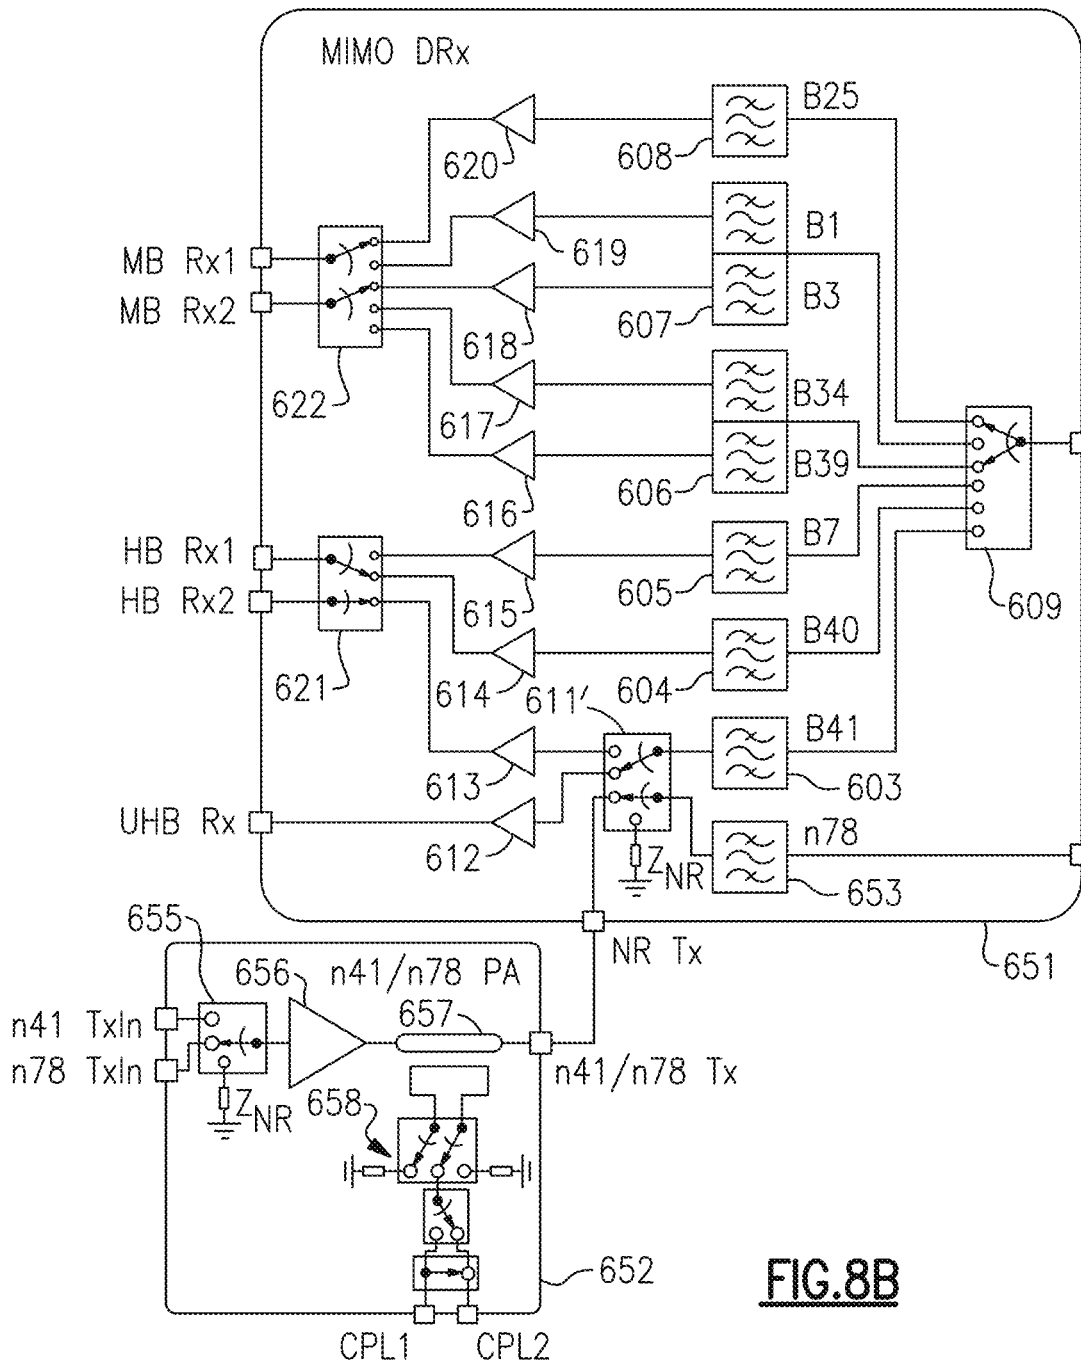 MIMO DRx
B25
620
608
619
B1
MB Rx1
MB Rx2
B3
618
607
622
617
B34
B39
616
606
HB Rx1
HB Rx2
B7
615
605
609
621
614
B40
604
611′
B41
613
603
UHB Rx
612
n78
ZNR
653
655
NR Tx
651
656
n41/n78 PA
657
n41 TxIn
n78 TxIn
n41/n78 Tx
ZNR
658
652
FIG.8B
CPL1
CPL2